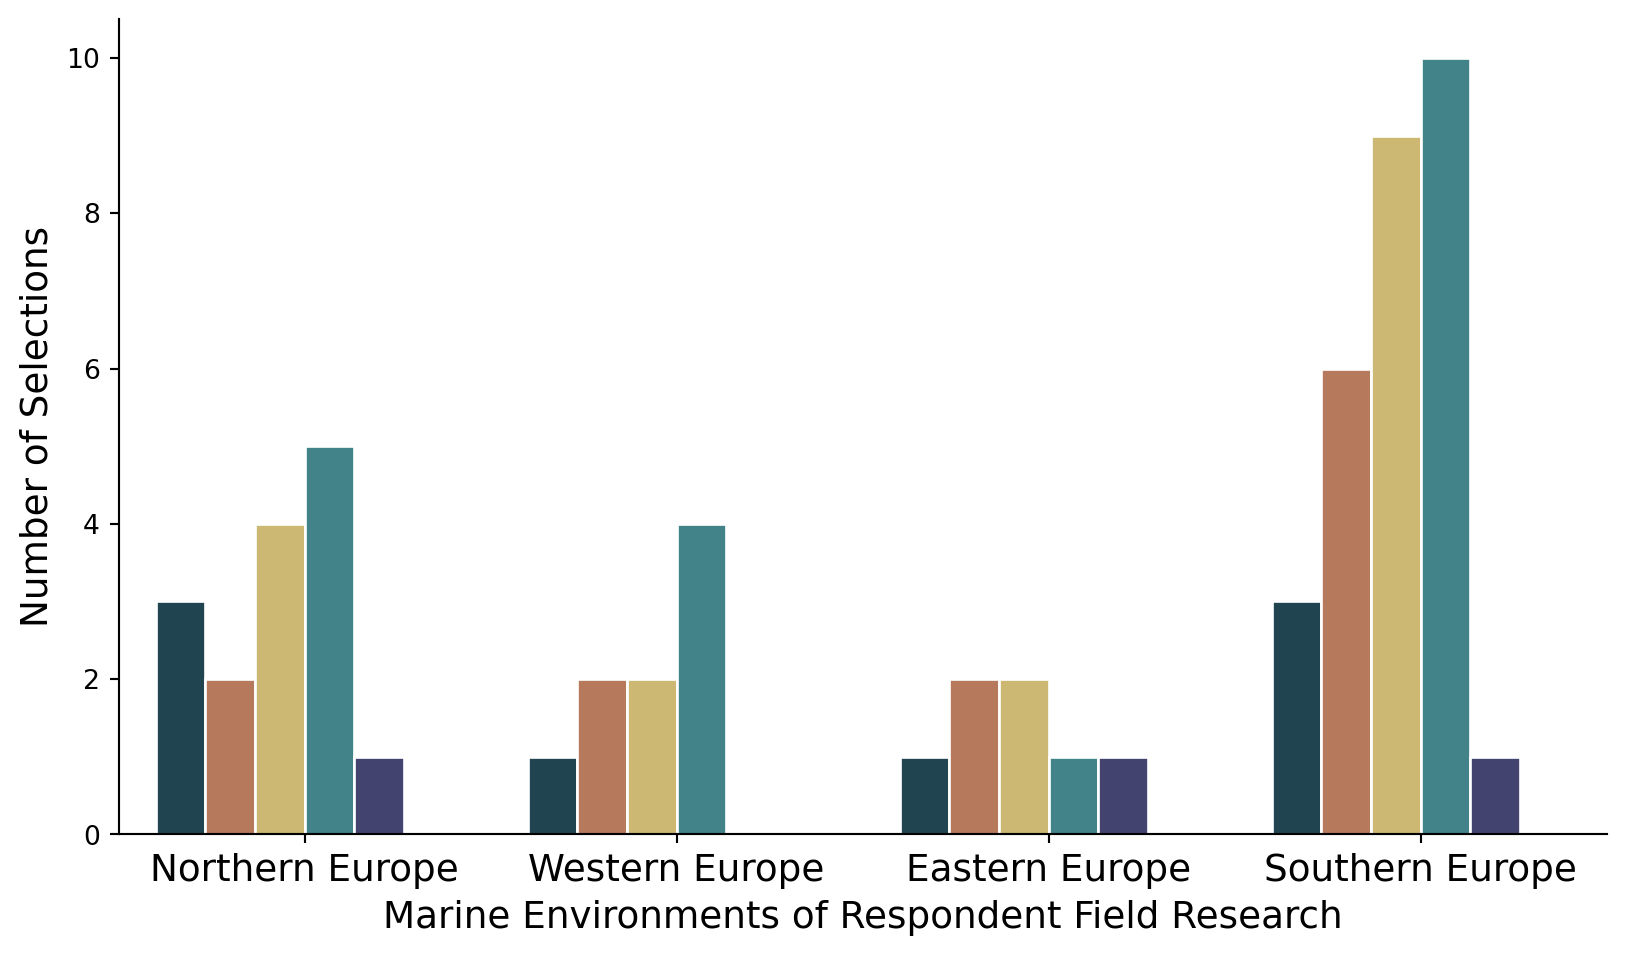 10
8
6
4
2
0
Number of Selections
Northern Europe Western Europe Eastern Europe Southern Europe
Marine Environments of Respondent Field Research